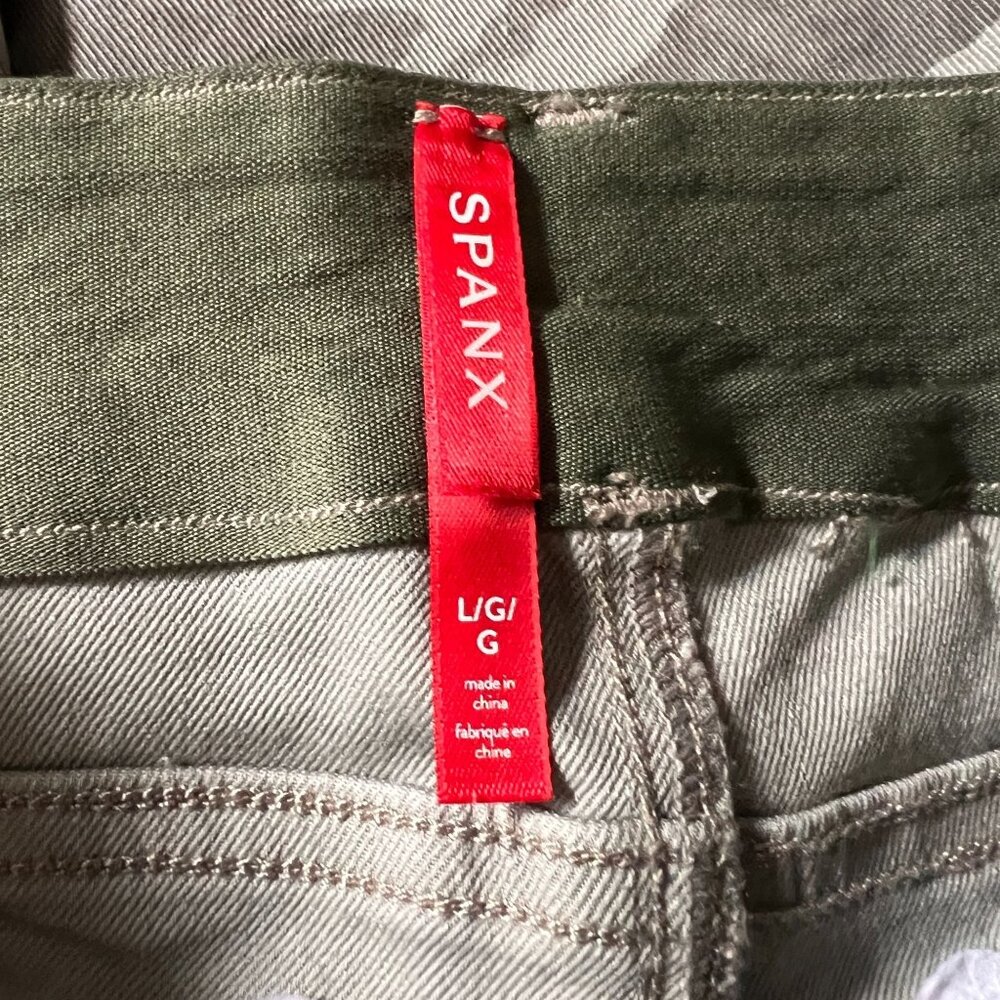 SPANX
L/G/
G
made in
china
fabriqué en
chine